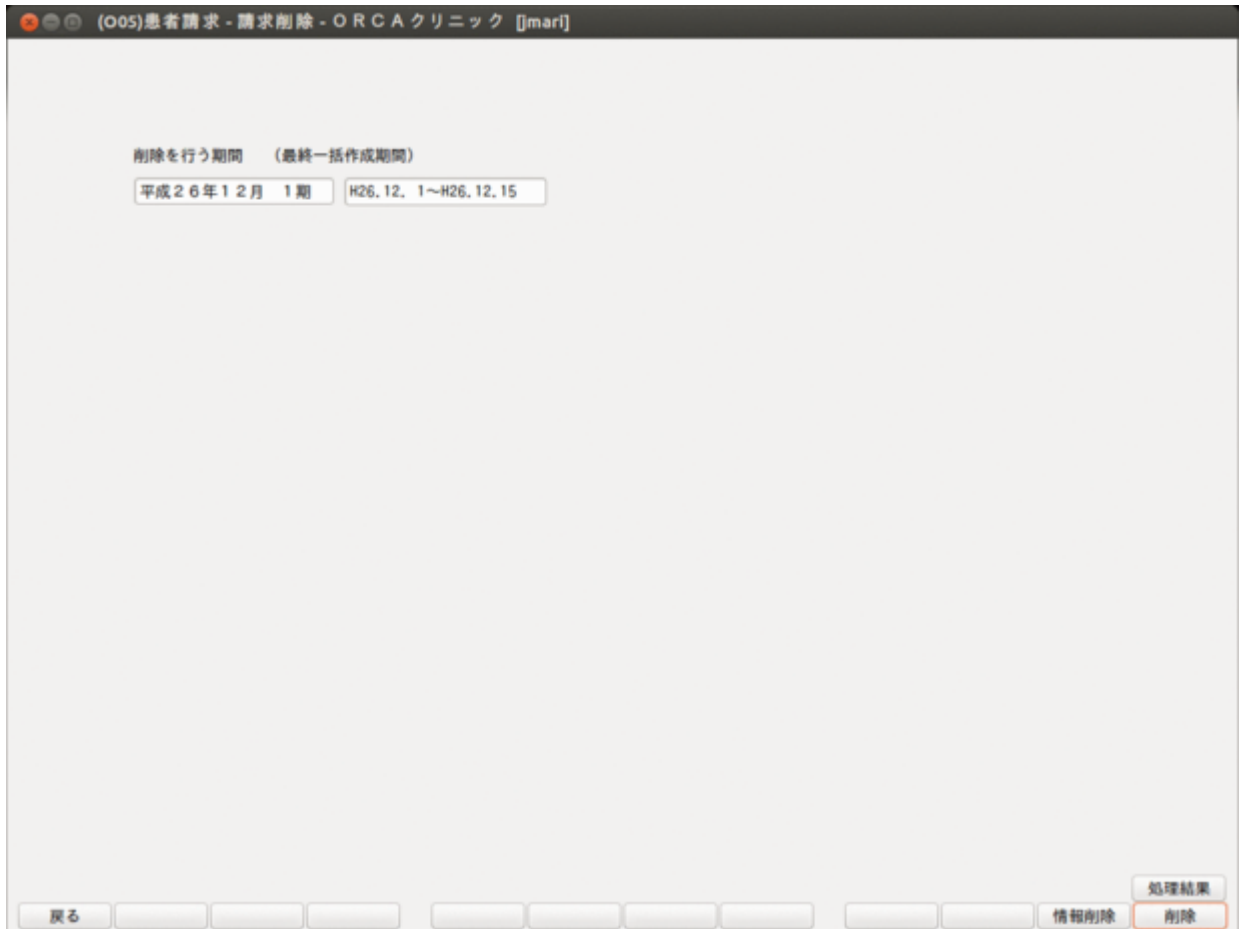 (O05)患者請求 - 請求削除 - ＯＲＣＡクリニック [jmari]
削除を行う期間　（最終一括作成期間）
平成２６年１２月　１期　H26.12. 1～H26.12.15
処理結果
戻る　情報削除　削除